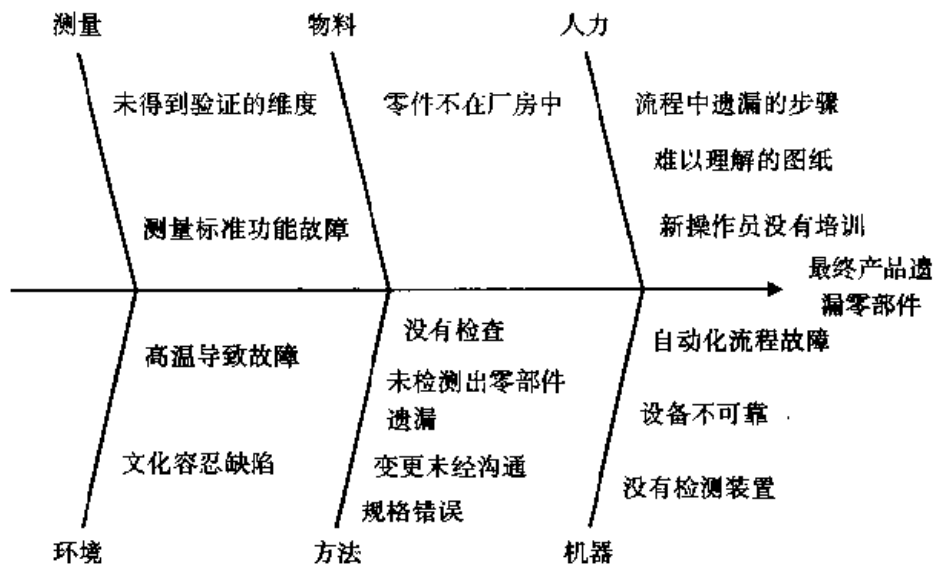 测量
物料
人力
未得到验证的维度
零件不在厂房中
流程中遗漏的步骤
难以理解的图纸
测量标准功能故障
新操作员没有培训
最终产品遗
漏零部件
高温导致故障
没有检查
自动化流程故障
未检测出零部件
遗漏
设备不可靠
文化容忍缺陷
变更未经沟通
没有检测装置
规格错误
环境
方法
机器